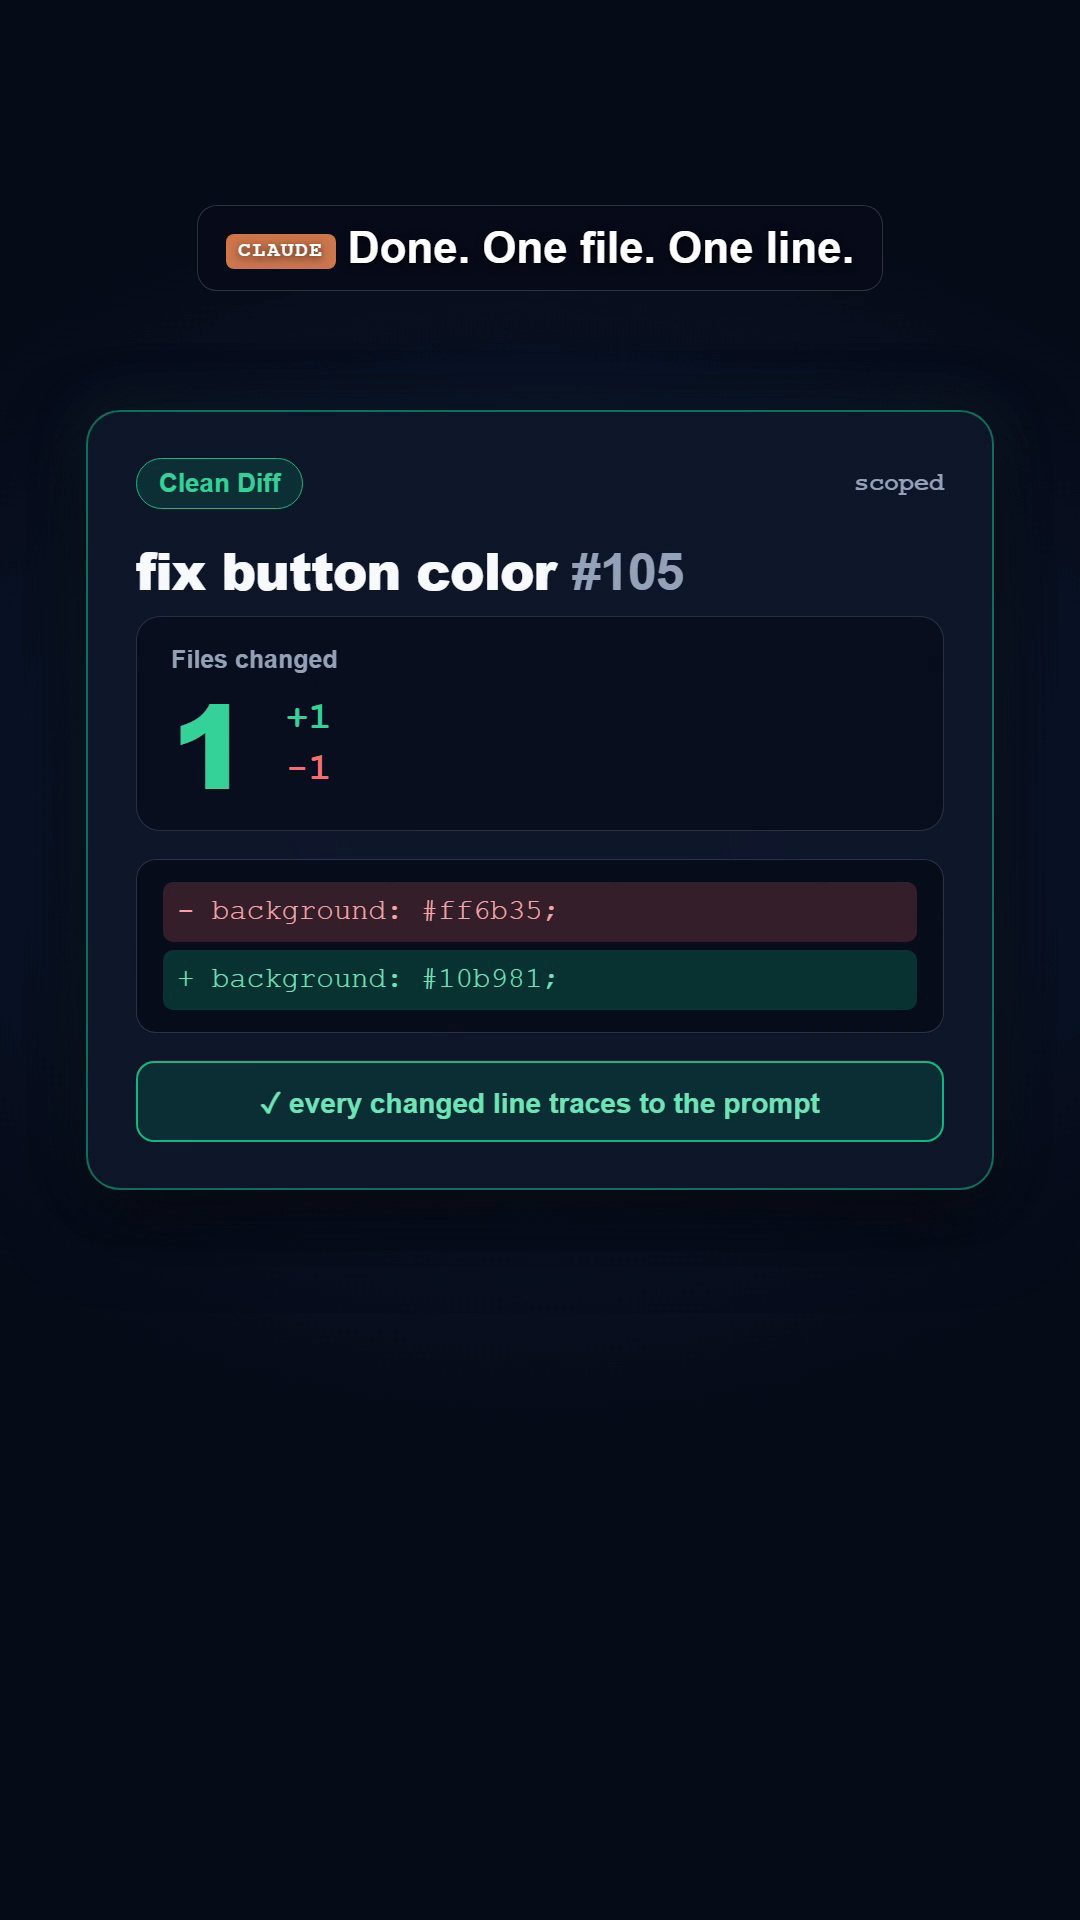 CLAUDE Done. One file. One line.
Clean Diff scoped
fix button color #105
Files changed
1
+1
-1
- background: #ff6b35;
+ background: #10b981;
✓ every changed line traces to the prompt